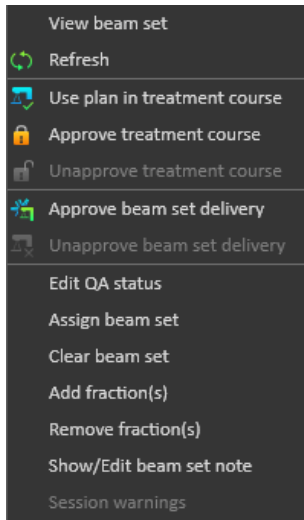 View beam set
Refresh
Use plan in treatment course
Approve treatment course
Unapprove treatment course
Approve beam set delivery
Unapprove beam set delivery
Edit QA status
Assign beam set
Clear beam set
Add fraction(s)
Remove fraction(s)
Show/Edit beam set note
Session warnings